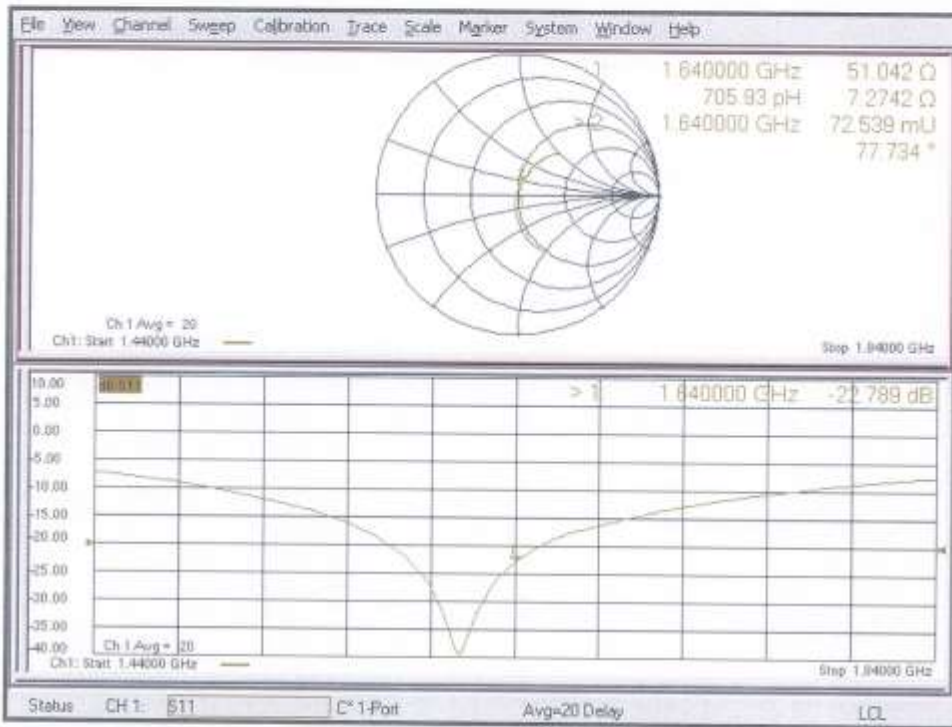 File View Channel Sweep Calibration Trace Scale Marker System Window Help
1 1.640000 GHz 51.042 Ω
705.93 pH 7.2742 Ω
>2 1.640000 GHz 72.539 mU
77.734 °
Ch 1 Avg = 20
Ch1: Start 1.44000 GHz
Stop 1.84000 GHz
10.00
> 1 1.640000 GHz -22.789 dB
5.00
0.00
-5.00
-10.00
-15.00
-20.00
-25.00
-30.00
-35.00
-40.00
Ch 1 Avg = 20
Ch1: Start 1.44000 GHz
Stop 1.84000 GHz
Status CH 1: S11 C* 1-Port Avg=20 Delay LCL